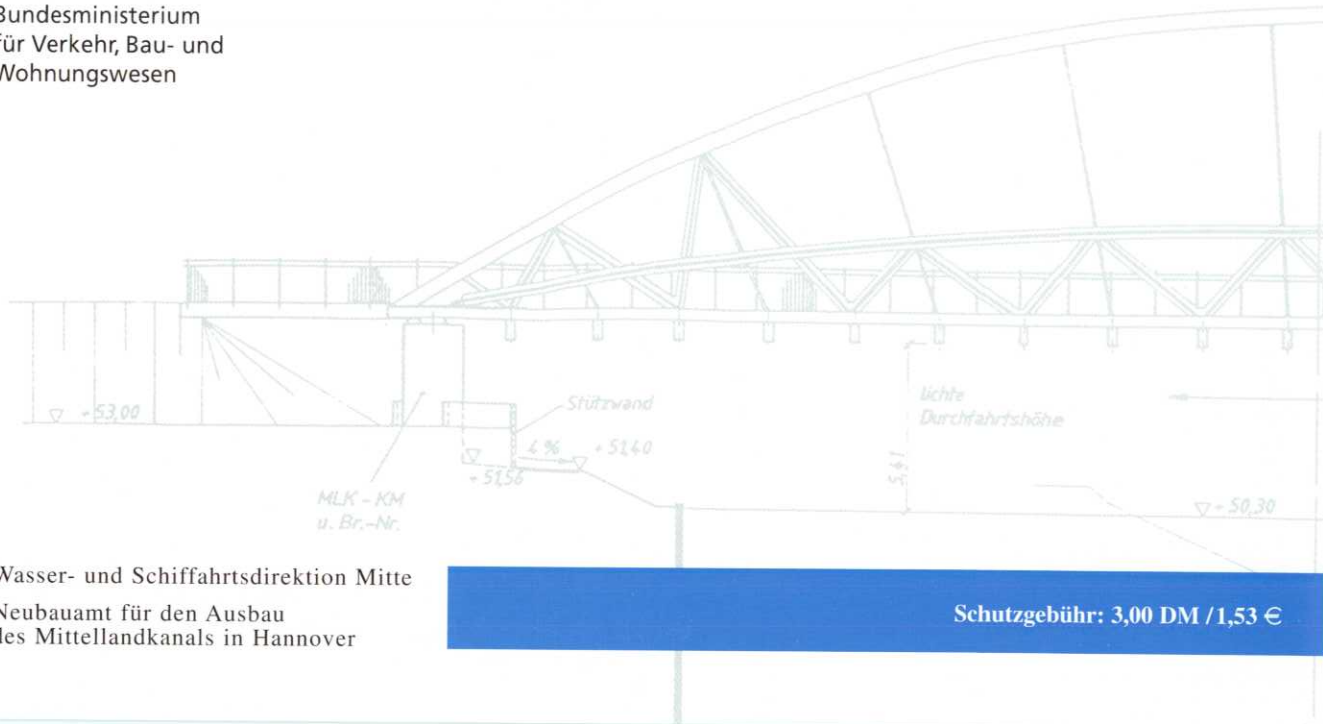 Bundesministerium
für Verkehr, Bau- und
Wohnungswesen
+53,00
Stützwand
4 %
+ 51,40
+ 51,56
lichte
Durchfahrtshöhe
5,41
+ 50,30
MLK - KM
u. Br.-Nr.
Wasser- und Schiffahrtsdirektion Mitte
Neubauamt für den Ausbau
des Mittellandkanals in Hannover
Schutzgebühr: 3,00 DM / 1,53 €